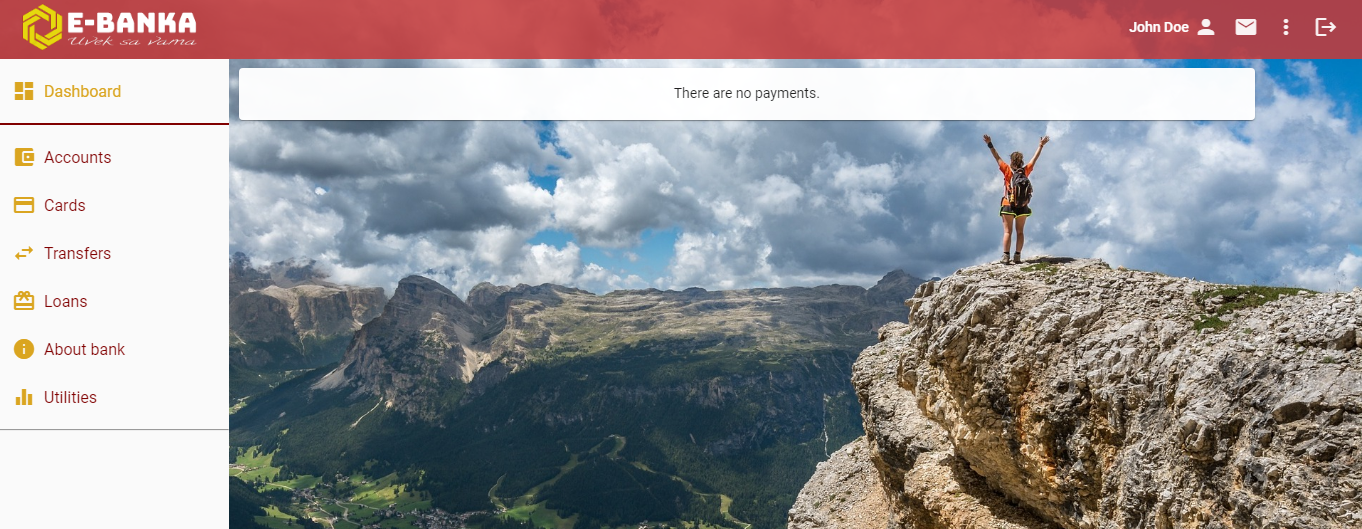 E-BANKA
Uvek sa vama
John Doe
Dashboard
There are no payments.
Accounts
Cards
Transfers
Loans
About bank
Utilities